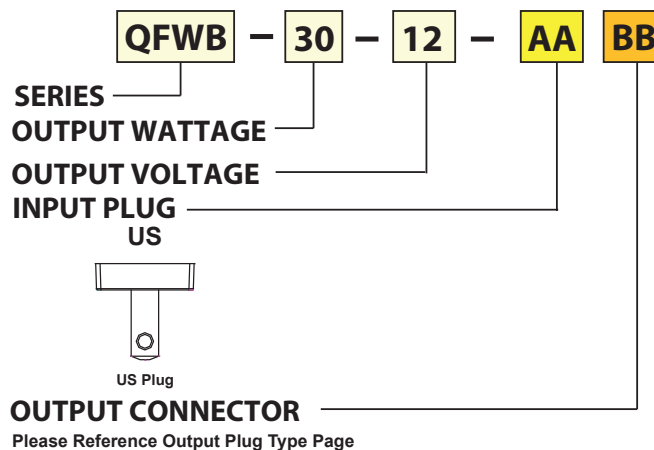 QFWB – 30 – 12 – AA BB
SERIES
OUTPUT WATTAGE
OUTPUT VOLTAGE
INPUT PLUG
US
US Plug
OUTPUT CONNECTOR
Please Reference Output Plug Type Page